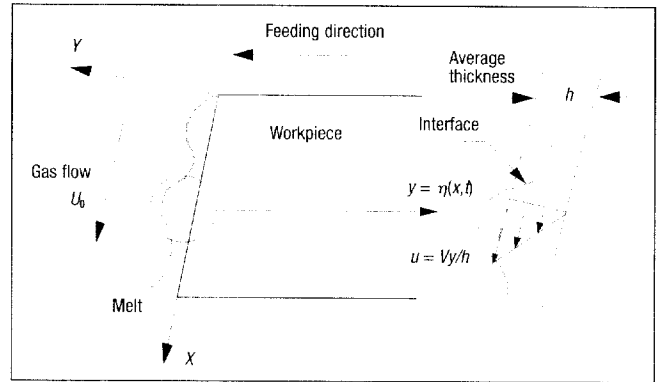 Feeding direction
Y
Average
thickness
h
Workpiece
Interface
Gas flow
U₀
y = η(x,t)
u = Vy/h
Melt
X